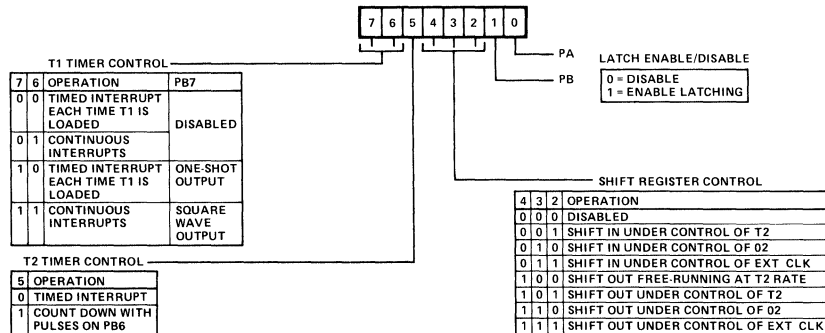 7 6 5 4 3 2 1 0
PA
PB
LATCH ENABLE/DISABLE
0 = DISABLE
1 = ENABLE LATCHING
T1 TIMER CONTROL
7 6 OPERATION PB7
0 0 TIMED INTERRUPT
EACH TIME T1 IS
LOADED
DISABLED
0 1 CONTINUOUS
INTERRUPTS
1 0 TIMED INTERRUPT ONE-SHOT
EACH TIME T1 IS OUTPUT
LOADED
1 1 CONTINUOUS SQUARE
INTERRUPTS WAVE
OUTPUT
T2 TIMER CONTROL
5 OPERATION
0 TIMED INTERRUPT
1 COUNT DOWN WITH
PULSES ON PB6
SHIFT REGISTER CONTROL
4 3 2 OPERATION
0 0 0 DISABLED
0 0 1 SHIFT IN UNDER CONTROL OF T2
0 1 0 SHIFT IN UNDER CONTROL OF 02
0 1 1 SHIFT IN UNDER CONTROL OF EXT CLK
1 0 0 SHIFT OUT FREE-RUNNING AT T2 RATE
1 0 1 SHIFT OUT UNDER CONTROL OF T2
1 1 0 SHIFT OUT UNDER CONTROL OF 02
1 1 1 SHIFT OUT UNDER CONTROL OF EXT CLK